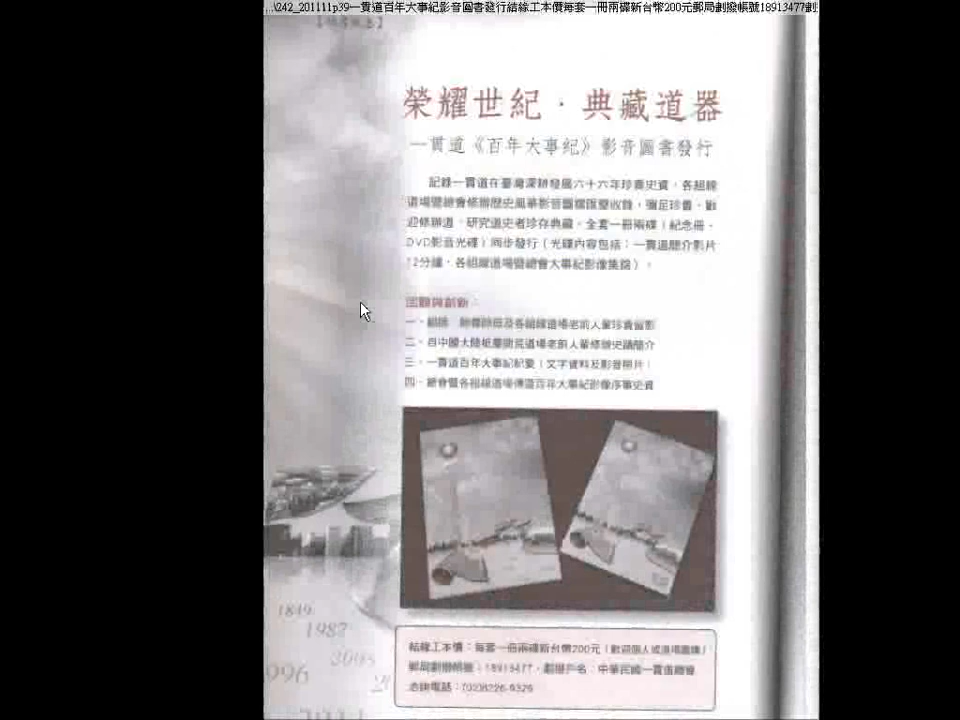 ...\242_201111p39一貫道百年大事紀影音圖書發行結緣工本價每套一冊兩碟新台幣200元郵局劃撥帳號18913477劃
榮耀世紀．典藏道器
一貫道《百年大事紀》影音圖書發行
記錄一貫道在臺灣深耕發展六十六年珍貴史資，各組線
道場暨總會修辦歷史風華影音圖檔匯整收錄，彌足珍貴。歡
迎修辦道、研究道史者珍存典藏。全套一冊兩碟（紀念冊、
DVD影音光碟）同步發行（光碟內容包括：一貫道簡介影片
12分鐘，各組線道場暨總會大事紀影像集錦）。
回顧與創新
一、祖師、師尊師母及各組線道場老前人輩珍貴留影
二、自中國大陸祇臺開荒道場老前人輩修辦史蹟簡介
三、一貫道百年大事紀紀要（文字資料及影音照片）
四、總會暨各組線道場傳道百年大事紀影像序事史資
1849
1987
996
結緣工本價：每套一冊兩碟新台幣200元（歡迎個人或道場團購）
郵局劃撥帳號：18913477．劃撥戶名：中華民國一貫道總會
洽詢電話：(02)8226-9329